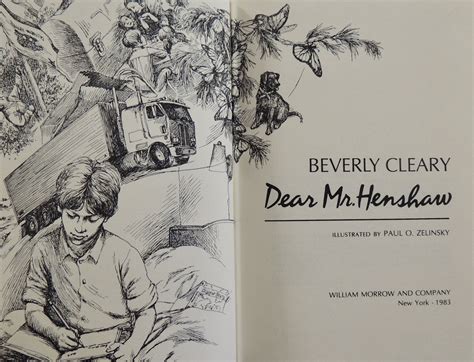 BEVERLY CLEARY
Dear Mr. Henshaw
ILLUSTRATED BY PAUL O. ZELINSKY
WILLIAM MORROW AND COMPANY
New York · 1983